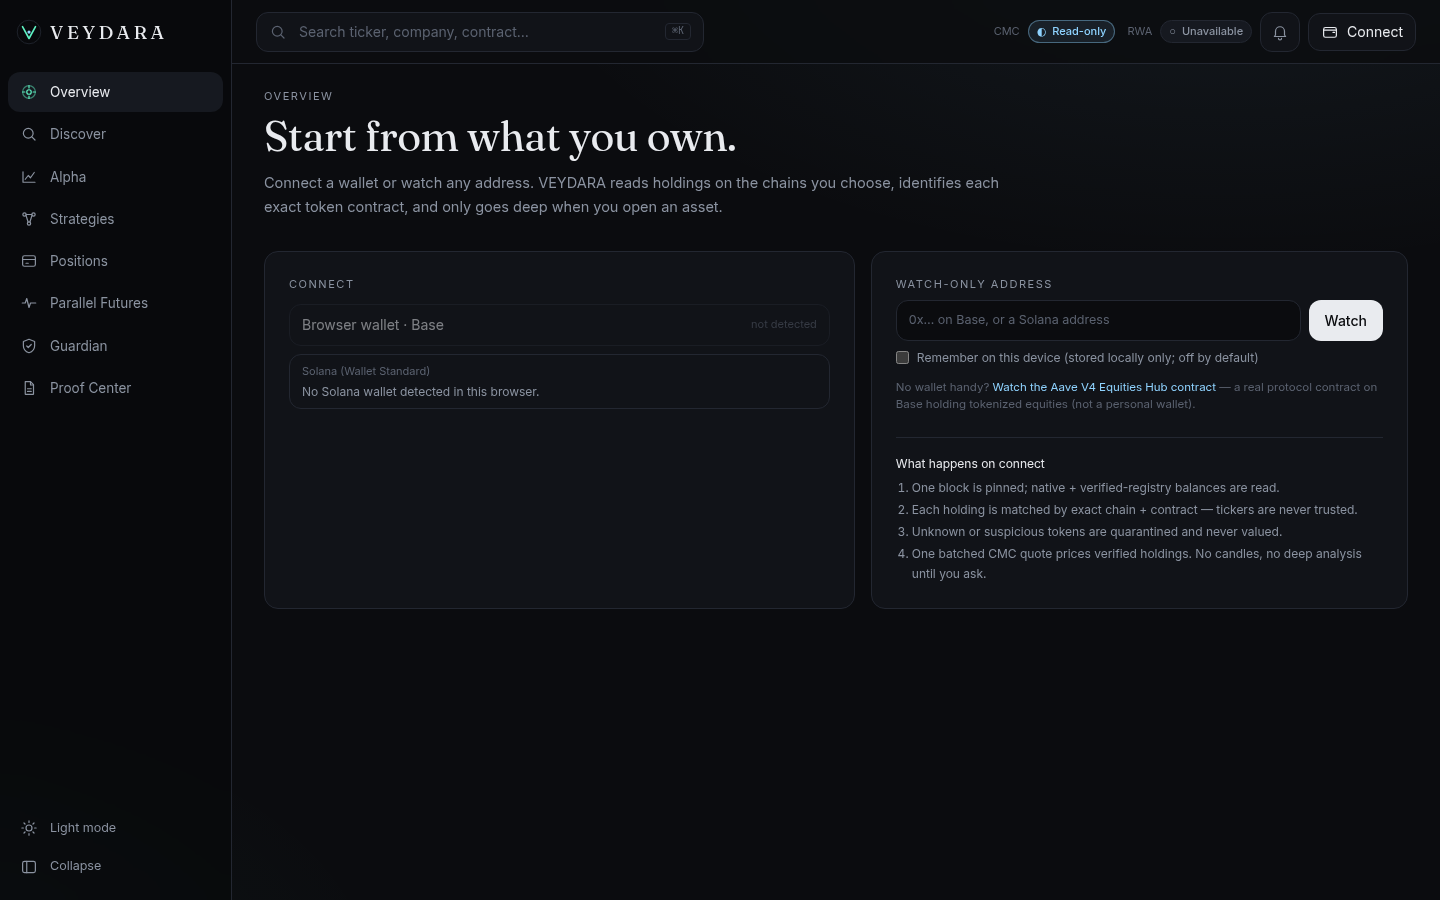 VEYDARA
Search ticker, company, contract...
⌘K
CMC
Read-only
RWA
Unavailable
Connect
Overview
Discover
Alpha
Strategies
Positions
Parallel Futures
Guardian
Proof Center
Light mode
Collapse
OVERVIEW
Start from what you own.
Connect a wallet or watch any address. VEYDARA reads holdings on the chains you choose, identifies each
exact token contract, and only goes deep when you open an asset.
CONNECT
Browser wallet · Base
not detected
Solana (Wallet Standard)
No Solana wallet detected in this browser.
WATCH-ONLY ADDRESS
0x... on Base, or a Solana address
Watch
Remember on this device (stored locally only; off by default)
No wallet handy? Watch the Aave V4 Equities Hub contract — a real protocol contract on
Base holding tokenized equities (not a personal wallet).
What happens on connect
1. One block is pinned; native + verified-registry balances are read.
2. Each holding is matched by exact chain + contract — tickers are never trusted.
3. Unknown or suspicious tokens are quarantined and never valued.
4. One batched CMC quote prices verified holdings. No candles, no deep analysis
until you ask.